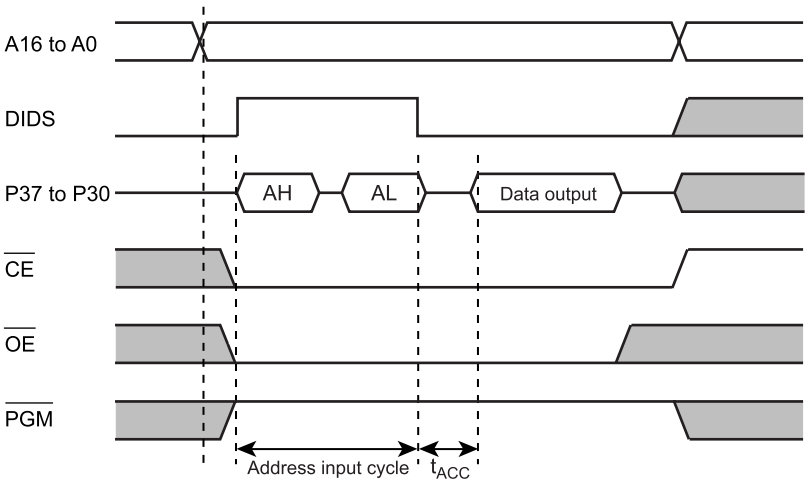 A16 to A0
DIDS
P37 to P30
AH
AL
Data output
CE
OE
PGM
Address input cycle
tACC